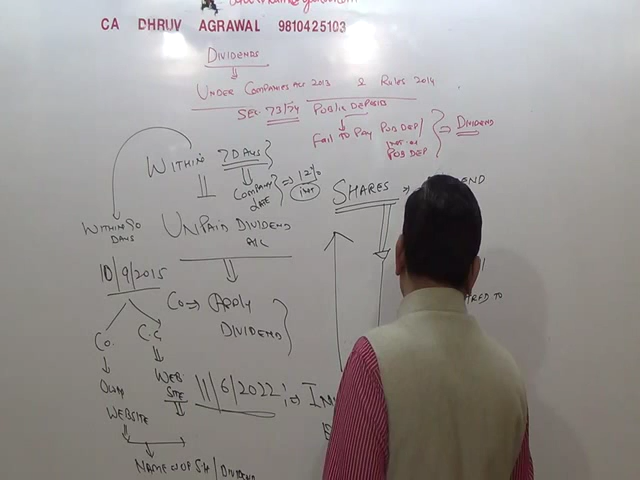 CA DHRUV AGRAWAL 9810425103
DIVIDENDS
UNDER COMPANIES ACT 2013 & RULES 2014
SEC 73/74 PUBLIC DEPOSITS
FAIL TO PAY PUB DEP/
INT. ON
PUB DEP
⇒ DIVIDEND
WITHIN 7 DAYS
COMPANY
LATE
⇒ 12%
INT
SHARES
WITHIN 90
DAYS
UNPAID DIVIDEND
A/C
10/9/2015
CO ⇒ APPLY
DIVIDEND
CO. C.G
OWN
WEBSITE
WEB
SITE
11/6/2022
NAME OF SH/DIVIDEND